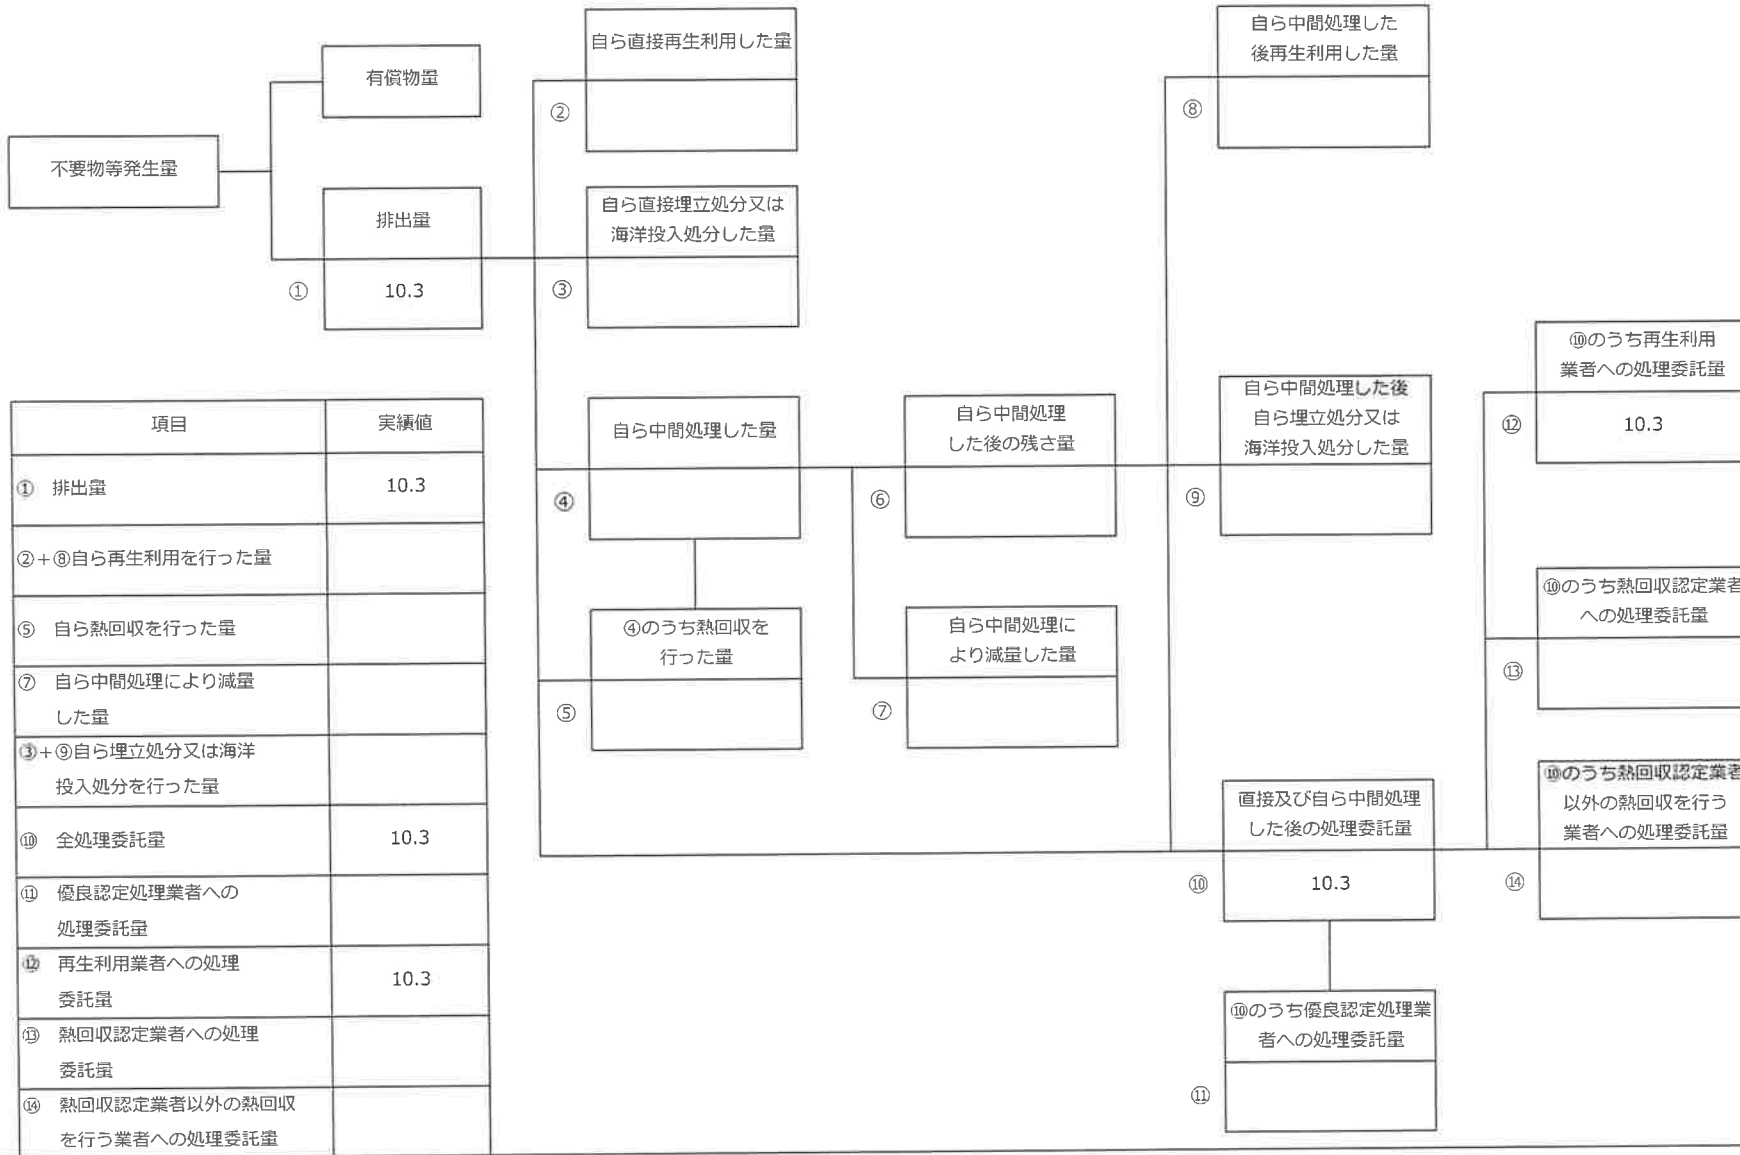 不要物等発生量
有償物量
排出量
①
10.3
自ら直接再生利用した量
②
自ら直接埋立処分又は
海洋投入処分した量
③
自ら中間処理した量
④
④のうち熱回収を
行った量
⑤
自ら中間処理
した後の残さ量
⑥
自ら中間処理に
より減量した量
⑦
自ら中間処理した
後再生利用した量
⑧
自ら中間処理した後
自ら埋立処分又は
海洋投入処分した量
⑨
直接及び自ら中間処理
した後の処理委託量
⑩
10.3
⑩のうち優良認定処理業
者への処理委託量
⑪
⑩のうち再生利用
業者への処理委託量
⑫
10.3
⑩のうち熱回収認定業者
への処理委託量
⑬
⑩のうち熱回収認定業者
以外の熱回収を行う
業者への処理委託量
⑭
項目 実績値
① 排出量 10.3
②+⑧自ら再生利用を行った量
⑤ 自ら熱回収を行った量
⑦ 自ら中間処理により減量
した量
③+⑨自ら埋立処分又は海洋
投入処分を行った量
⑩ 全処理委託量 10.3
⑪ 優良認定処理業者への
処理委託量
⑫ 再生利用業者への処理
委託量 10.3
⑬ 熱回収認定業者への処理
委託量
⑭ 熱回収認定業者以外の熱回収
を行う業者への処理委託量